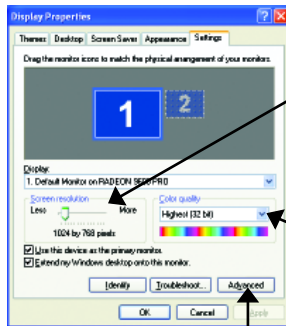 Display Properties
Themes Desktop Screen Saver Appearance Settings
Drag the monitor icons to match the physical arrangement of your monitors.
1 2
Display:
1. Default Monitor on RADEON 9600 PRO
Screen resolution Color quality
Less More Highest (32 bit)
1024 by 768 pixels
Use this device as the primary monitor.
Extend my Windows desktop onto this monitor.
Identify Troubleshoot... Advanced
OK Cancel Apply